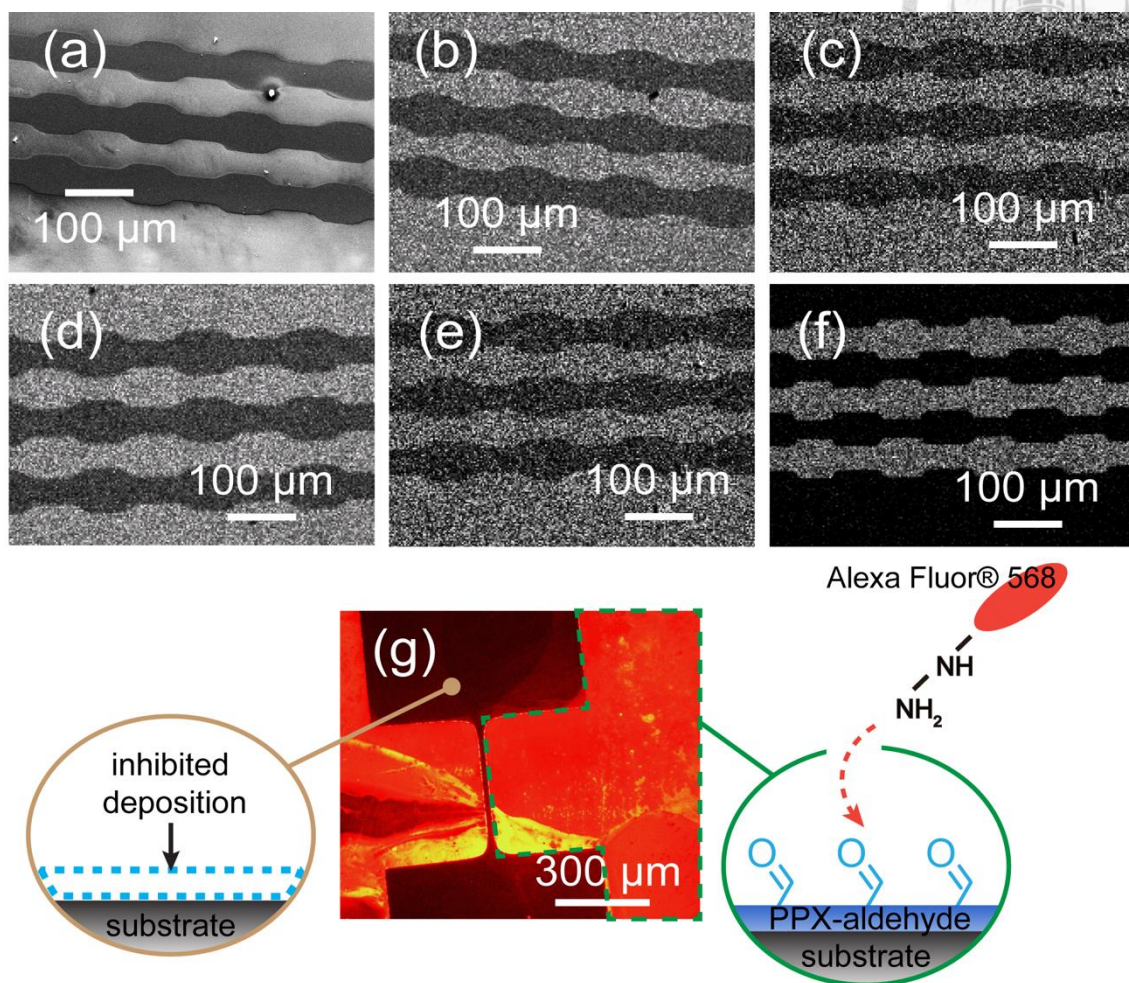 (a)
100 µm
(b)
100 µm
(c)
100 µm
(d)
100 µm
(e)
100 µm
(f)
100 µm
Alexa Fluor® 568
NH
NH2
(g)
300 µm
inhibited
deposition
substrate
O
O
O
PPX-aldehyde
substrate